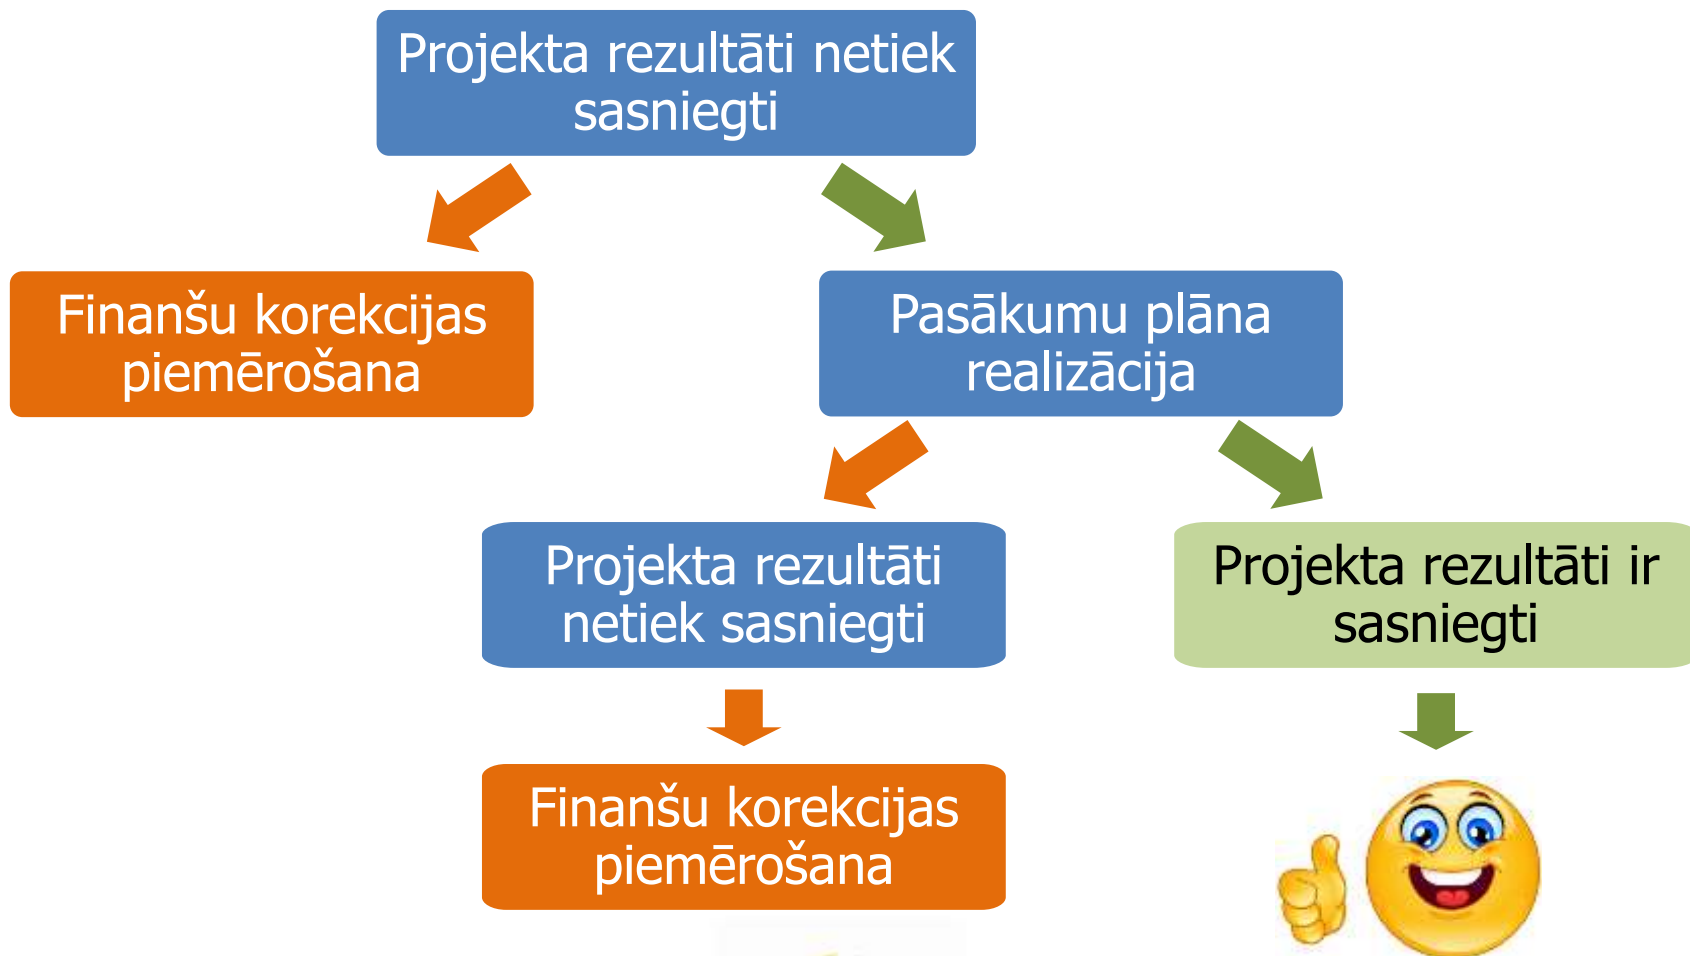 Projekta rezultāti netiek
sasniegti
Finanšu korekcijas
piemērošana
Pasākumu plāna
realizācija
Projekta rezultāti
netiek sasniegti
Projekta rezultāti ir
sasniegti
Finanšu korekcijas
piemērošana